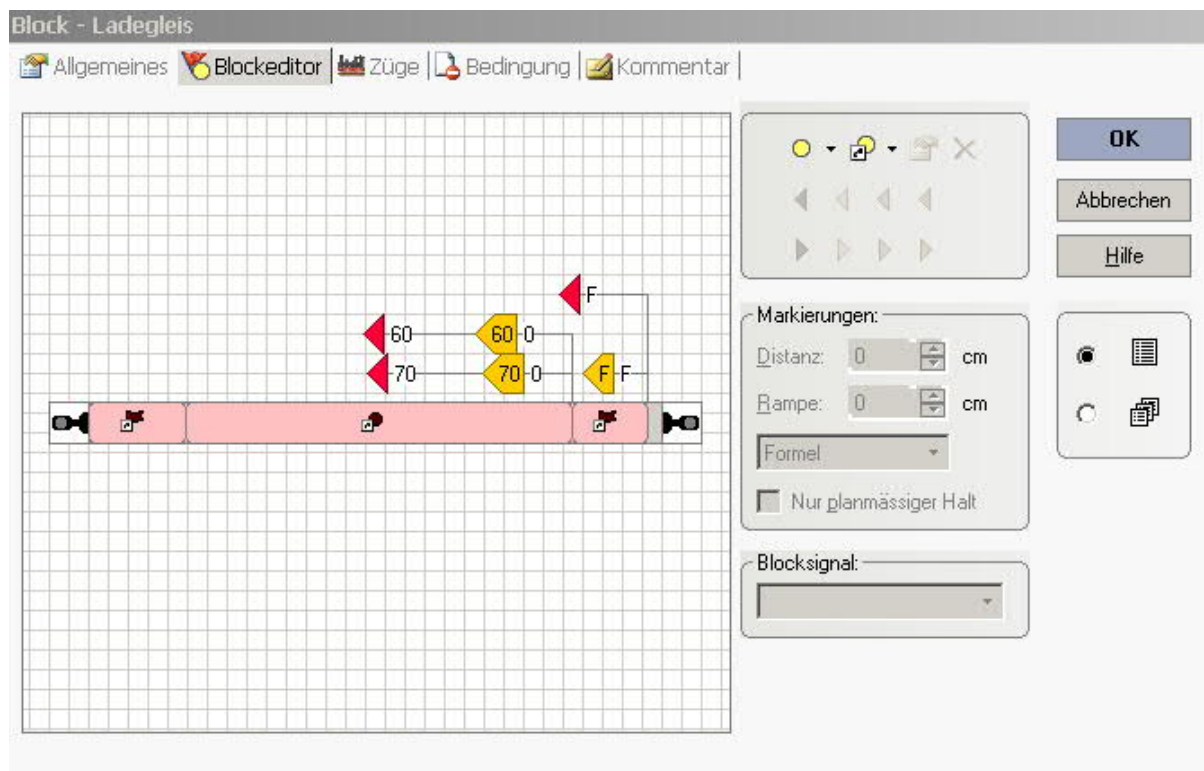 Block - Ladegleis
Allgemeines Blockeditor Züge Bedingung Kommentar
OK
Abbrechen
Hilfe
F
60 60 0
70 70 0 F F
Markierungen:
Distanz: 0 cm
Rampe: 0 cm
Formel
Nur planmässiger Halt
Blocksignal: